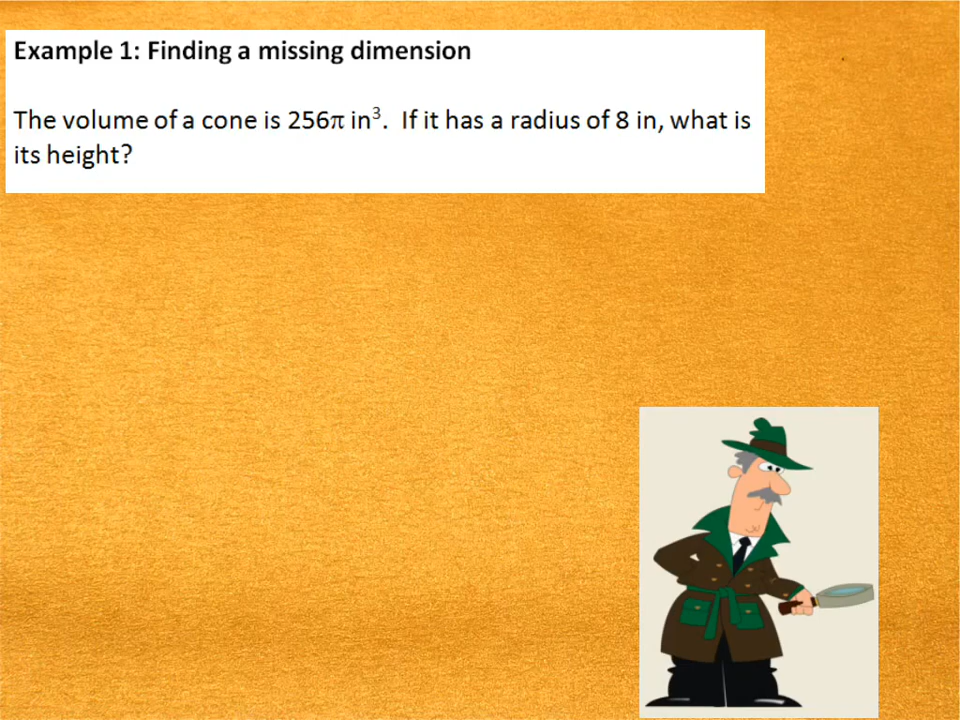 Example 1: Finding a missing dimension
The volume of a cone is 256π in³.  If it has a radius of 8 in, what is
its height?